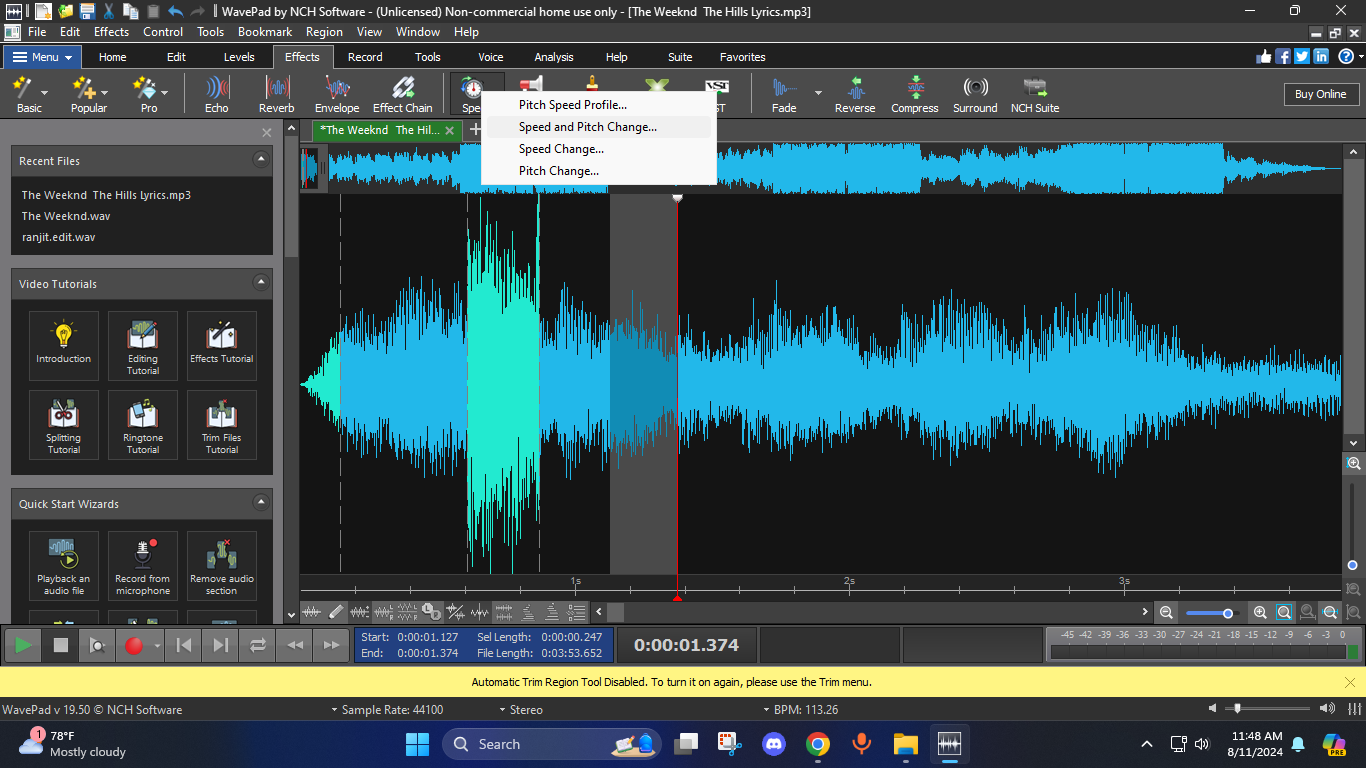 WavePad by NCH Software - (Unlicensed) Non-commercial home use only - [The Weeknd  The Hills Lyrics.mp3]
File Edit Effects Control Tools Bookmark Region View Window Help
Menu Home Edit Levels Effects Record Tools Voice Analysis Help Suite Favorites
Basic Popular Pro Echo Reverb Envelope Effect Chain Fade Reverse Compress Surround NCH Suite Buy Online
Pitch Speed Profile...
Speed and Pitch Change...
Speed Change...
Pitch Change...
*The Weeknd  The Hil...
Recent Files
The Weeknd  The Hills Lyrics.mp3
The Weeknd.wav
ranjit.edit.wav
Video Tutorials
Introduction
Editing
Tutorial
Effects Tutorial
Splitting
Tutorial
Ringtone
Tutorial
Trim Files
Tutorial
Quick Start Wizards
Playback an
audio file
Record from
microphone
Remove audio
section
1s 2s 3s
Start: 0:00:01.127 Sel Length: 0:00:00.247
End: 0:00:01.374 File Length: 0:03:53.652
0:00:01.374
-45 -42 -39 -36 -33 -30 -27 -24 -21 -18 -15 -12 -9 -6 -3 0
Automatic Trim Region Tool Disabled. To turn it on again, please use the Trim menu.
WavePad v 19.50 © NCH Software Sample Rate: 44100 Stereo BPM: 113.26
1
78°F
Mostly cloudy
Search
PRE
11:48 AM
8/11/2024